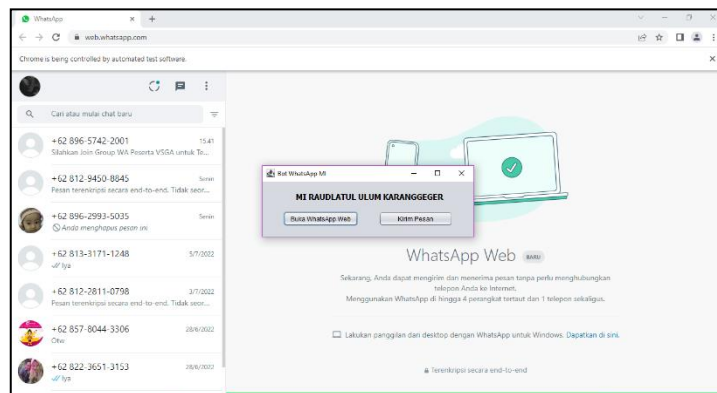 WhatsApp
web.whatsapp.com
Chrome is being controlled by automated test software.
Cari atau mulai chat baru
+62 896-5742-2001
15.41
Silahkan Join Group WA Peserta VSGA untuk Te...
+62 812-9450-8845
Senin
Pesan terenkripsi secara end-to-end. Tidak seor...
+62 896-2993-5035
Senin
Anda menghapus pesan ini
+62 813-3171-1248
5/7/2022
Iya
+62 812-2811-0798
3/7/2022
Pesan terenkripsi secara end-to-end. Tidak seor...
+62 857-8044-3306
28/6/2022
Otw
+62 822-3651-3153
28/6/2022
Iya
Bot WhatsApp MI
MI RAUDLATUL ULUM KARANGGEGER
Buka WhatsApp Web
Kirim Pesan
WhatsApp Web BARU
Sekarang, Anda dapat mengirim dan menerima pesan tanpa perlu menghubungkan
telepon Anda ke Internet.
Menggunakan WhatsApp di hingga 4 perangkat tertaut dan 1 telepon sekaligus.
Lakukan panggilan dari desktop dengan WhatsApp untuk Windows. Dapatkan di sini.
Terenkripsi secara end-to-end